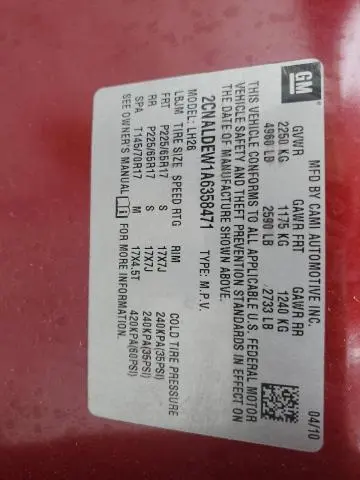 GM
MFD BY CAMI AUTOMOTIVE INC. 04/10
GVWR GAWR FRT GAWR RR
2250 KG 1175 KG 1240 KG
4960 LB 2590 LB 2733 LB
THIS VEHICLE CONFORMS TO ALL APPLICABLE U.S. FEDERAL MOTOR
VEHICLE SAFETY AND THEFT PREVENTION STANDARDS IN EFFECT ON
THE DATE OF MANUFACTURE SHOWN ABOVE.
2CNALDEW1A6358471 TYPE: M.P.V.
MODEL: LH26
LBJM TIRE SIZE SPEED RTG RIM COLD TIRE PRESSURE
FRT P225/65R17 S 17X7J 240KPA(35PSI)
RR P225/65R17 S 17X7J 240KPA(35PSI)
SPA T145/70R17 M 17X4.5T 420KPA(60PSI)
SEE OWNER'S MANUAL FOR MORE INFORMATION.